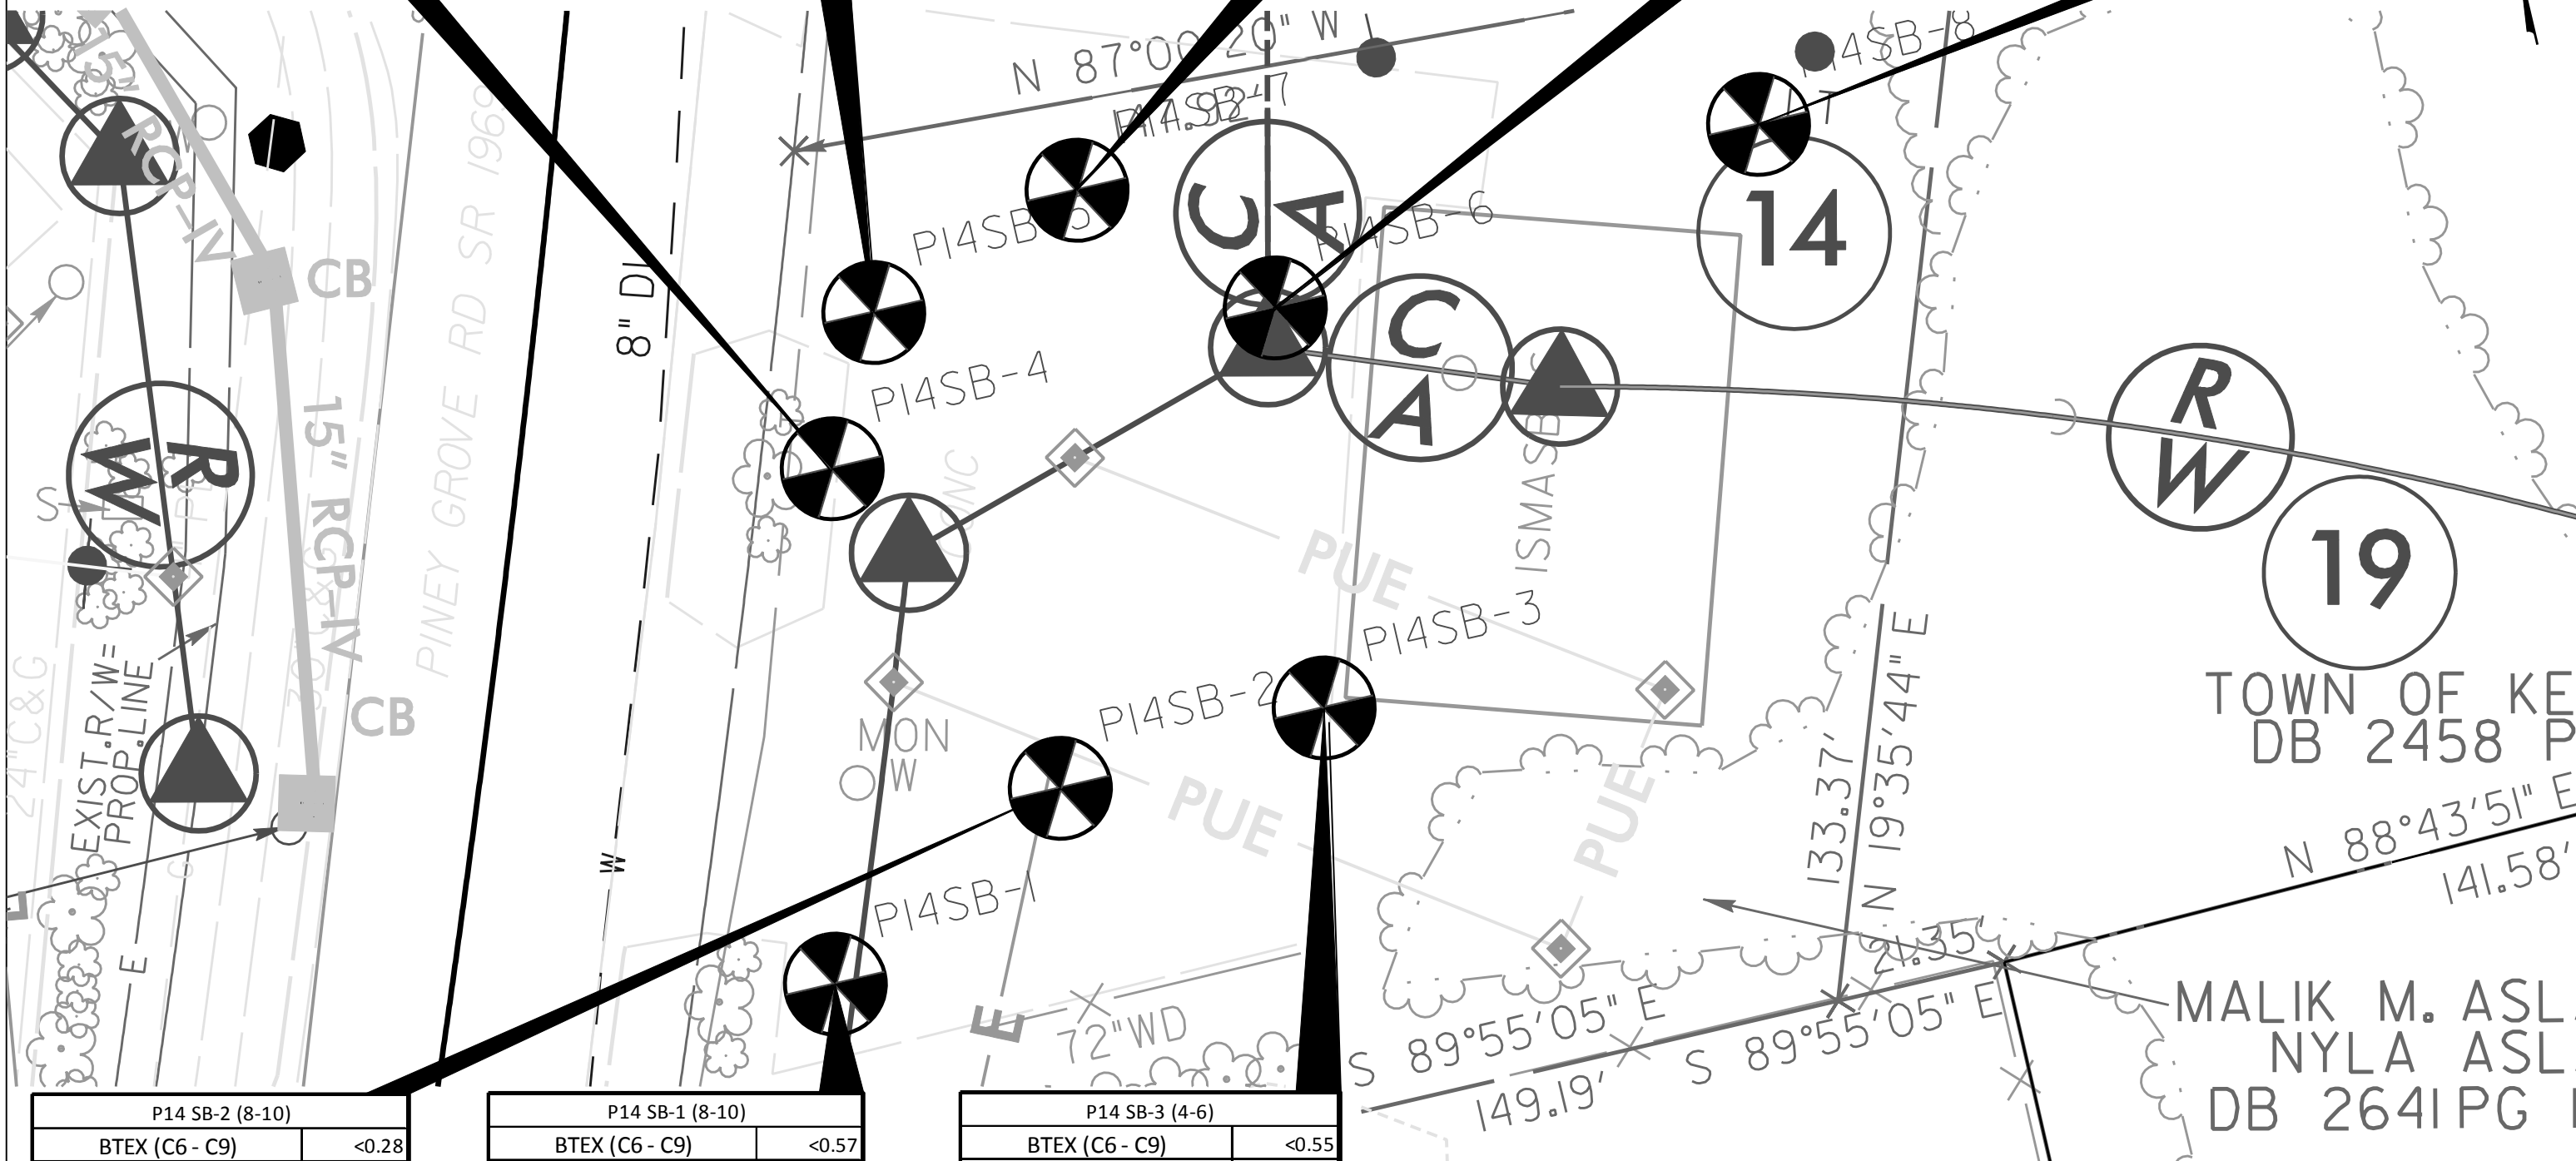 15"
RCP-IV
CB
15" RCP-IV
CB
PINEY GROVE RD SR 1969
8" DI
W
N 87°00'20" W
P14SB-7
P14SB-8
P14SB-5
P14SB-6
P14SB-4
C
A
14
C
A
R
W
R
W
S
19
CONC
ISMAS
PUE
P14SB-3
P14SB-2
MON
W
PUE
PUE
P14SB-1
24"C&G
EXIST.R/W=
PROP.LINE
E
E
72"WD
133.37'
N 19°35'44" E
TOWN OF KE
DB 2458 P
N 88°43'51" E
141.58'
21.35'
S 89°55'05" E
149.19'
S 89°55'05" E
MALIK M. ASL
NYLA ASL
DB 2641 PG
P14 SB-2 (8-10)
BTEX (C6 - C9) <0.28
P14 SB-1 (8-10)
BTEX (C6 - C9) <0.57
P14 SB-3 (4-6)
BTEX (C6 - C9) <0.55